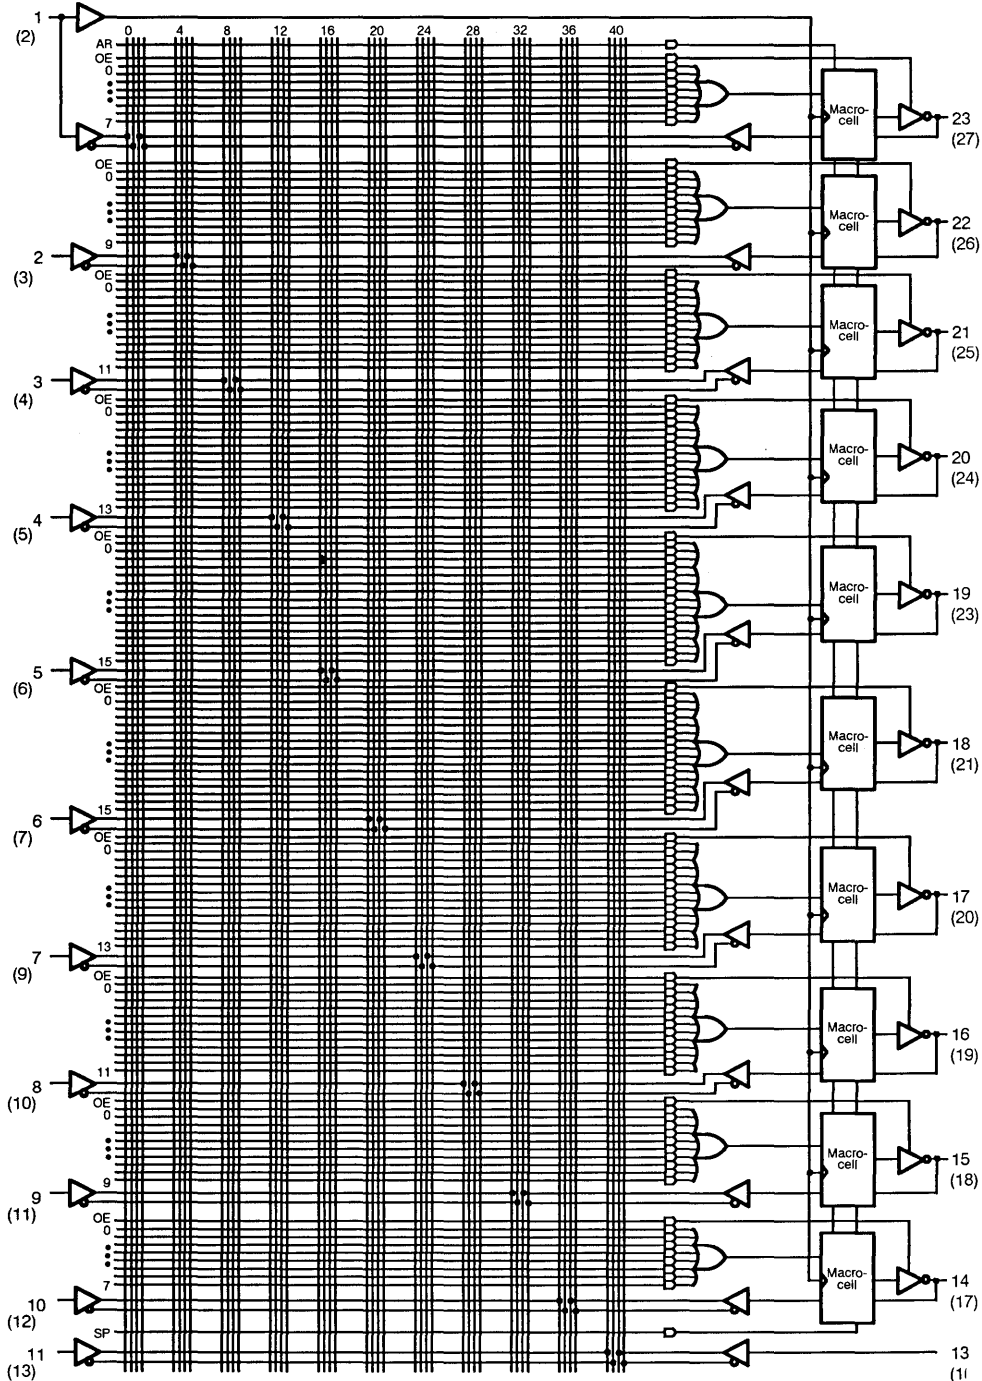 1
(2)
0 4 8 12 16 20 24 28 32 36 40
AR
OE
0
7
Macro-
cell
23
(27)
OE
0
9
Macro-
cell
22
(26)
2
(3)
OE
0
11
Macro-
cell
21
(25)
3
(4)
OE
0
13
Macro-
cell
20
(24)
4
(5)
OE
0
15
Macro-
cell
19
(23)
5
(6)
OE
0
15
Macro-
cell
18
(21)
6
(7)
OE
0
13
Macro-
cell
17
(20)
7
(9)
OE
0
11
Macro-
cell
16
(19)
8
(10)
OE
0
9
Macro-
cell
15
(18)
9
(11)
OE
0
7
Macro-
cell
14
(17)
10
(12)
SP
11
(13)
13